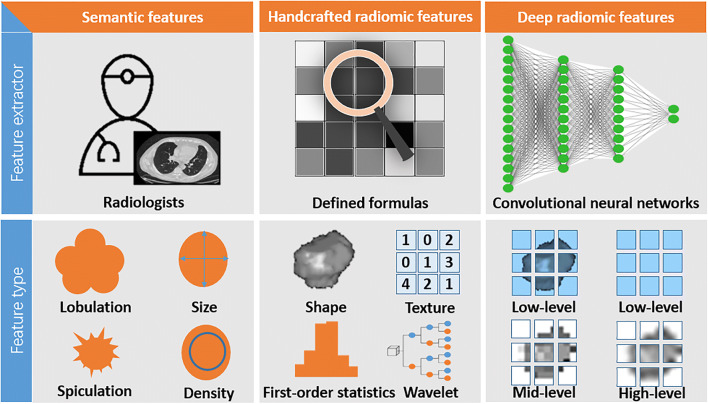 Semantic features
Handcrafted radiomic features
Deep radiomic features
Feature extractor
Radiologists
Defined formulas
Convolutional neural networks
Feature type
Lobulation
Size
Spiculation
Density
Shape
1 0 2
0 1 3
4 2 1
Texture
First-order statistics
Wavelet
Low-level
Low-level
Mid-level
High-level